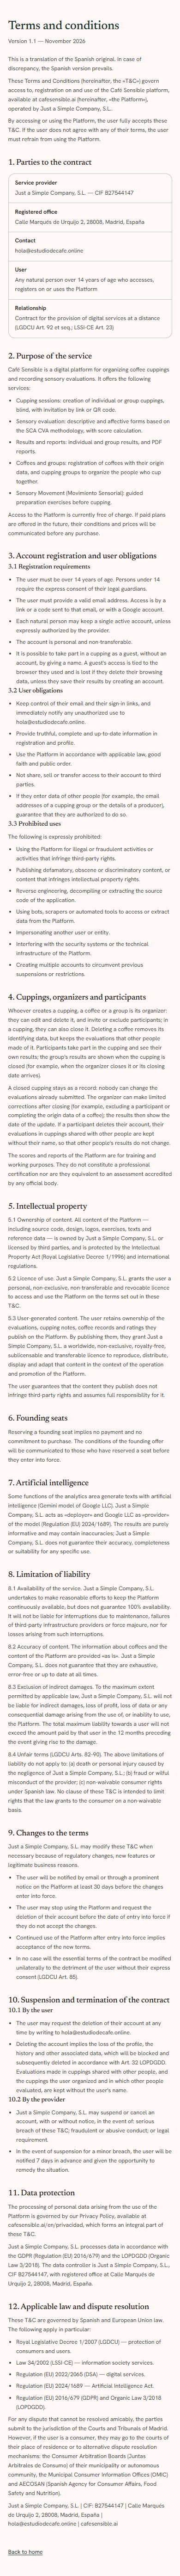 Terms and conditions
Version 1.1 — November 2026
This is a translation of the Spanish original. In case of
discrepancy, the Spanish version prevails.
These Terms and Conditions (hereinafter, the «T&C») govern
access to, registration on and use of the Café Sensible platform,
available at cafesensible.ai (hereinafter, «the Platform»),
operated by Just a Simple Company, S.L.
By accessing or using the Platform, the user fully accepts these
T&C. If the user does not agree with any of their terms, the user
must refrain from using the Platform.
1. Parties to the contract
Service provider
Just a Simple Company, S.L. — CIF B27544147
Registered office
Calle Marqués de Urquijo 2, 28008, Madrid, España
Contact
hola@estudiodecafe.online
User
Any natural person over 14 years of age who accesses,
registers on or uses the Platform
Relationship
Contract for the provision of digital services at a distance
(LGDCU Art. 92 et seq.; LSSI-CE Art. 23)
2. Purpose of the service
Café Sensible is a digital platform for organizing coffee cuppings
and recording sensory evaluations. It offers the following
services:
• Cupping sessions: creation of individual or group cuppings,
blind, with invitation by link or QR code.
• Sensory evaluation: descriptive and affective forms based on
the SCA CVA methodology, with score calculation.
• Results and reports: individual and group results, and PDF
reports.
• Coffees and groups: registration of coffees with their origin
data, and cupping groups to organize the people who cup
together.
• Sensory Movement (Movimiento Sensorial): guided
preparation exercises before cupping.
Access to the Platform is currently free of charge. If paid plans
are offered in the future, their conditions and prices will be
communicated before any purchase.
3. Account registration and user obligations
3.1 Registration requirements
• The user must be over 14 years of age. Persons under 14
require the express consent of their legal guardians.
• The user must provide a valid email address. Access is by a
link or a code sent to that email, or with a Google account.
• Each natural person may keep a single active account, unless
expressly authorized by the provider.
• The account is personal and non-transferable.
• It is possible to take part in a cupping as a guest, without an
account, by giving a name. A guest's access is tied to the
browser they used and is lost if they delete their browsing
data, unless they save their results by creating an account.
3.2 User obligations
• Keep control of their email and their sign-in links, and
immediately notify any unauthorized use to
hola@estudiodecafe.online.
• Provide truthful, complete and up-to-date information in
registration and profile.
• Use the Platform in accordance with applicable law, good
faith and public order.
• Not share, sell or transfer access to their account to third
parties.
• If they enter data of other people (for example, the email
addresses of a cupping group or the details of a producer),
guarantee that they are authorized to do so.
3.3 Prohibited uses
The following is expressly prohibited:
• Using the Platform for illegal or fraudulent activities or
activities that infringe third-party rights.
• Publishing defamatory, obscene or discriminatory content, or
content that infringes intellectual property rights.
• Reverse engineering, decompiling or extracting the source
code of the application.
• Using bots, scrapers or automated tools to access or extract
data from the Platform.
• Impersonating another user or entity.
• Interfering with the security systems or the technical
infrastructure of the Platform.
• Creating multiple accounts to circumvent previous
suspensions or restrictions.
4. Cuppings, organizers and participants
Whoever creates a cupping, a coffee or a group is its organizer:
they can edit and delete it, and invite or exclude participants; in
a cupping, they can also close it. Deleting a coffee removes its
identifying data, but keeps the evaluations that other people
made of it. Participants take part in the cupping and see their
own results; the group's results are shown when the cupping is
closed (for example, when the organizer closes it or its closing
date arrives).
A closed cupping stays as a record: nobody can change the
evaluations already submitted. The organizer can make limited
corrections after closing (for example, excluding a participant or
completing the origin data of a coffee); the results then show
the date of the update. If a participant deletes their account,
their evaluations in cuppings shared with other people are kept
without their name, so that other people's results do not change.
The scores and reports of the Platform are for training and
working purposes. They do not constitute a professional
certification nor are they equivalent to an assessment accredited
by any official body.
5. Intellectual property
5.1 Ownership of content. All content of the Platform —
including source code, design, logos, exercises, texts and
reference data — is owned by Just a Simple Company, S.L. or
licensed by third parties, and is protected by the Intellectual
Property Act (Royal Legislative Decree 1/1996) and international
regulations.
5.2 Licence of use. Just a Simple Company, S.L. grants the user a
personal, non-exclusive, non-transferable and revocable licence
to access and use the Platform on the terms set out in these
T&C.
5.3 User generated content. The user retains ownership of the
evaluations, cupping notes, coffee records and ratings they
publish on the Platform. By publishing them, they grant Just a
Simple Company, S.L. a worldwide, non-exclusive, royalty-free,
sublicensable and transferable licence to reproduce, distribute,
display and adapt that content in the context of the operation
and promotion of the Platform.
The user guarantees that the content they publish does not
infringe third-party rights and assumes full responsibility for it.
6. Founding seats
Reserving a founding seat implies no payment and no
commitment. The conditions of the founding offer
will be communicated to those who have reserved a seat before
they enter into force.
7. Artificial intelligence
Some functions of the analytics area generate texts with artificial
intelligence (Gemini model of Google LLC). Just a Simple
Company, S.L. acts as «deployer» and Google LLC as «provider»
of the model (Regulation (EU) 2024/1689). The results are purely
informative and may contain inaccuracies; Just a Simple
Company, S.L. does not guarantee their accuracy, completeness
or suitability for any specific use.
8. Limitation of liability
8.1 Availability of the service. Just a Simple Company, S.L.
undertakes to make reasonable efforts to keep the Platform
continuously available, but does not guarantee 100% availability.
It will not be liable for interruptions due to maintenance, failures
of third-party infrastructure providers or force majeure, nor for
losses arising from such interruptions.
8.2 Accuracy of content. The information about coffees and the
content of the Platform are provided «as is». Just a Simple
Company, S.L. does not guarantee that they are exhaustive,
error-free or up to date at all times.
8.3 Exclusion of indirect damages. To the maximum extent
permitted by applicable law, Just a Simple Company, S.L. will not
be liable for indirect damages, loss of profit, loss of data or any
consequential damage arising from the use of, or inability to use,
the Platform. The total maximum liability towards a user will not
exceed the amount paid by that user in the 12 months preceding
the event giving rise to the damage.
8.4 Unfair terms (LGDCU Arts. 82-90). The above limitations of
liability do not apply to: (a) death or personal injury caused by
the negligence of Just a Simple Company, S.L.; (b) fraud or wilful
misconduct of the provider; (c) non-waivable consumer rights
under Spanish law. No clause of these T&C is intended to limit
rights that the law grants to the consumer on a non waivable
basis.
9. Changes to the terms
Just a Simple Company, S.L. may modify these T&C when
necessary because of regulatory changes, new features or
legitimate business reasons.
• The user will be notified by email or through a prominent
notice on the Platform at least 30 days before the changes
enter into force.
• The user may stop using the Platform and request the
deletion of their account before the date of entry into force if
they do not accept the changes.
• Continued use of the Platform after entry into force implies
acceptance of the new terms.
• In no case will the essential terms of the contract be modified
unilaterally to the detriment of the user without their express
consent (LGDCU Art. 85).
10. Suspension and termination of the contract
10.1 By the user
• The user may request the deletion of their account at any
time by writing to hola@estudiodecafe.online.
• Deleting the account implies the loss of the profile, the
history and other associated data, which will be blocked and
subsequently deleted in accordance with Art. 32 LOPDGDD.
Evaluations made in cuppings shared with other people, and
the cuppings the user organized and in which other people
evaluated, are kept without the user's name.
10.2 By the provider
• Just a Simple Company, S.L. may suspend or cancel an
account, with or without notice, in the event of: serious
breach of these T&C; fraudulent or abusive conduct; or legal
requirement.
• In the event of suspension for a minor breach, the user will be
notified 7 days in advance and given the opportunity to
remedy the situation.
11. Data protection
The processing of personal data arising from the use of the
Platform is governed by our Privacy Policy, available at
cafesensible.ai/en/privacidad, which forms an integral part of
these T&C.
Just a Simple Company, S.L. processes data in accordance with
the GDPR (Regulation (EU) 2016/679) and the LOPDGDD (Organic
Law 3/2018). The data controller is Just a Simple Company, S.L.,
CIF B27544147, with registered office at Calle Marqués de
Urquijo 2, 28008, Madrid, España.
12. Applicable law and dispute resolution
These T&C are governed by Spanish and European Union law.
The following apply in particular:
• Royal Legislative Decree 1/2007 (LGDCU) — protection of
consumers and users.
• Law 34/2002 (LSSI-CE) — information society services.
• Regulation (EU) 2022/2065 (DSA) — digital services.
• Regulation (EU) 2024/1689 — Artificial Intelligence Act.
• Regulation (EU) 2016/679 (GDPR) and Organic Law 3/2018
(LOPDGDD).
For any dispute that cannot be resolved amicably, the parties
submit to the jurisdiction of the Courts and Tribunals of Madrid.
However, if the user is a consumer, they may go to the courts of
their place of residence or to alternative dispute resolution
mechanisms: the Consumer Arbitration Boards (Juntas
Arbitrales de Consumo) of their municipality or autonomous
community, the Municipal Consumer Information Offices (OMIC)
and AECOSAN (Spanish Agency for Consumer Affairs, Food
Safety and Nutrition).
Just a Simple Company, S.L. | CIF: B27544147 | Calle Marqués
de Urquijo 2, 28008, Madrid, España |
hola@estudiodecafe.online | cafesensible.ai
Back to home